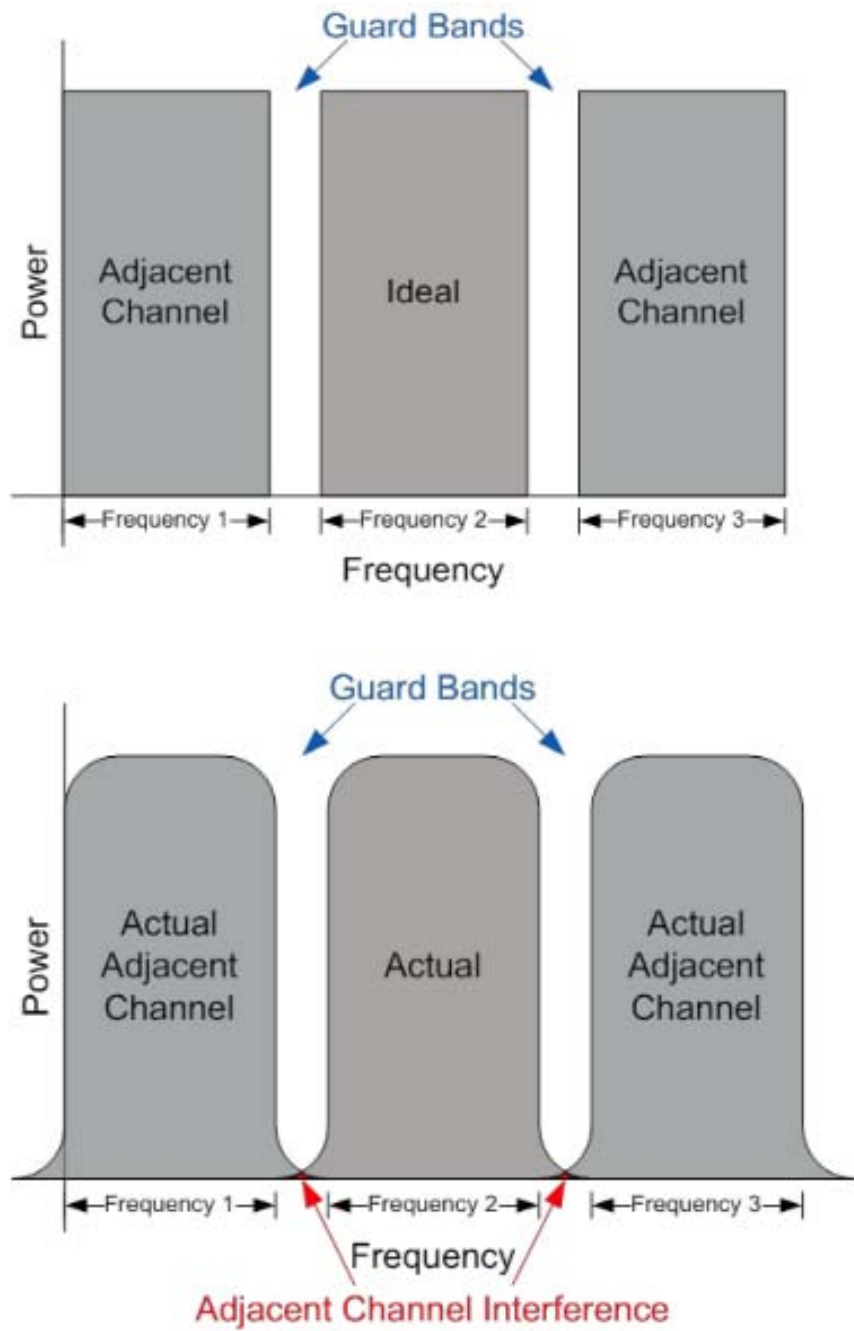 Guard Bands
Power
Adjacent
Channel
Ideal
Adjacent
Channel
Frequency 1
Frequency 2
Frequency 3
Frequency
Guard Bands
Power
Actual
Adjacent
Channel
Actual
Actual
Adjacent
Channel
Frequency 1
Frequency 2
Frequency 3
Frequency
Adjacent Channel Interference